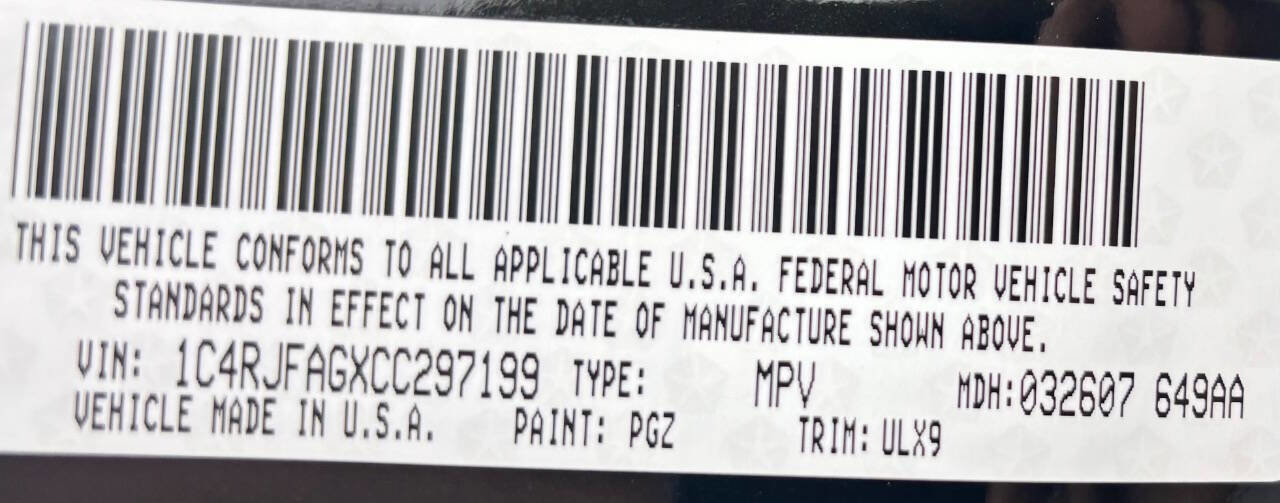 THIS VEHICLE CONFORMS TO ALL APPLICABLE U.S.A. FEDERAL MOTOR VEHICLE SAFETY
STANDARDS IN EFFECT ON THE DATE OF MANUFACTURE SHOWN ABOVE.
VIN: 1C4RJFAGXCC297199 TYPE: MPV MDH:032607 649AA
VEHICLE MADE IN U.S.A. PAINT: PGZ TRIM: ULX9